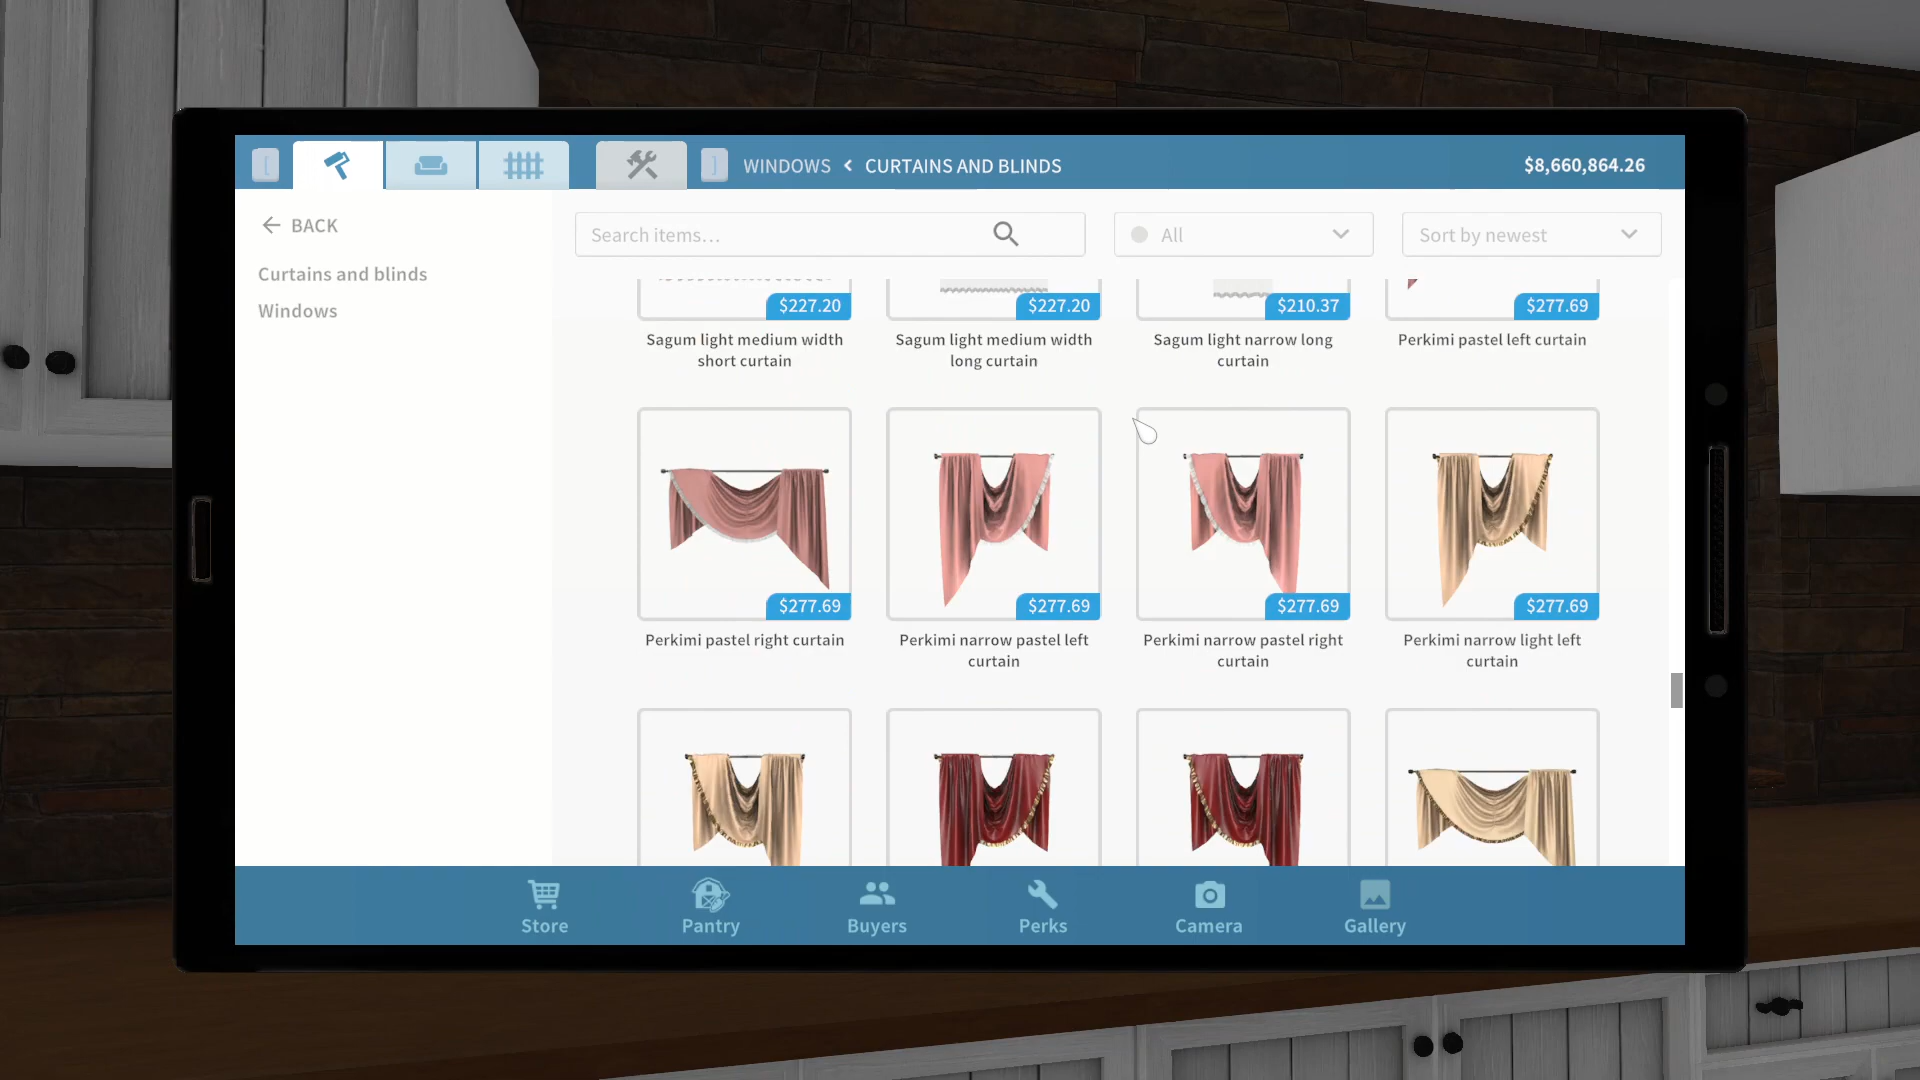 [
]
WINDOWS < CURTAINS AND BLINDS
$8,660,864.26
BACK
Search items...
All
Sort by newest
Curtains and blinds
Windows
$227.20
$227.20
$210.37
$277.69
Sagum light medium width
short curtain
Sagum light medium width
long curtain
Sagum light narrow long
curtain
Perkimi pastel left curtain
$277.69
$277.69
$277.69
$277.69
Perkimi pastel right curtain
Perkimi narrow pastel left
curtain
Perkimi narrow pastel right
curtain
Perkimi narrow light left
curtain
Store
Pantry
Buyers
Perks
Camera
Gallery